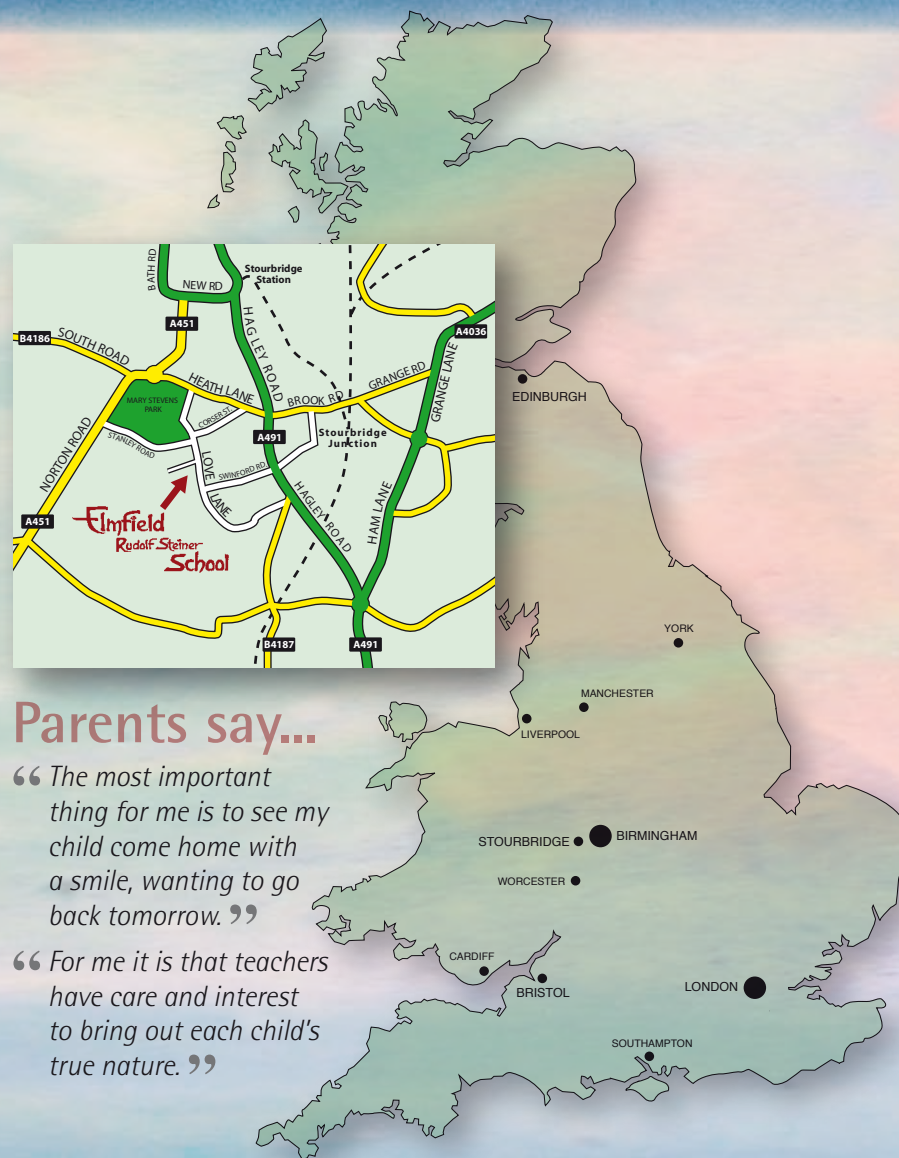 BATH RD
NEW RD
Stourbridge
Station
A451
HAGLEY ROAD
B4186
SOUTH ROAD
A4036
HEATH LANE
BROOK RD
GRANGE RD
GRANGE LANE
MARY STEVENS
PARK
CORSER ST.
A491
Stourbridge
Junction
STANLEY ROAD
NORTON ROAD
LOVE
LANE
SWINFORD RD
HAGLEY ROAD
HAM LANE
A451
Elmfield
Rudolf Steiner
School
B4187
A491
EDINBURGH
YORK
MANCHESTER
LIVERPOOL
STOURBRIDGE
BIRMINGHAM
WORCESTER
CARDIFF
BRISTOL
LONDON
SOUTHAMPTON
Parents say...
“ The most important
thing for me is to see my
child come home with
a smile, wanting to go
back tomorrow. ”
“ For me it is that teachers
have care and interest
to bring out each child's
true nature. ”